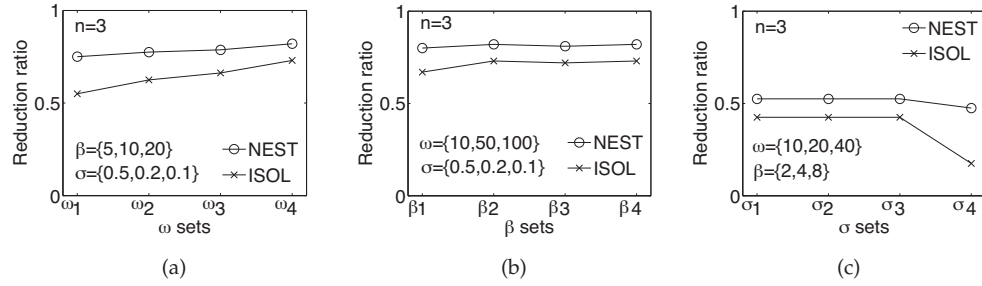 1
n=3
Reduction ratio
0.5
NEST
ISOL
β={5,10,20}
σ={0.5,0.2,0.1}
0
ω1 ω2 ω3 ω4
ω sets
(a)
1
n=3
Reduction ratio
0.5
ω={10,50,100}
σ={0.5,0.2,0.1}
NEST
ISOL
0
β1 β2 β3 β4
β sets
(b)
1
n=3
NEST
ISOL
Reduction ratio
0.5
ω={10,20,40}
β={2,4,8}
0
σ1 σ2 σ3 σ4
σ sets
(c)